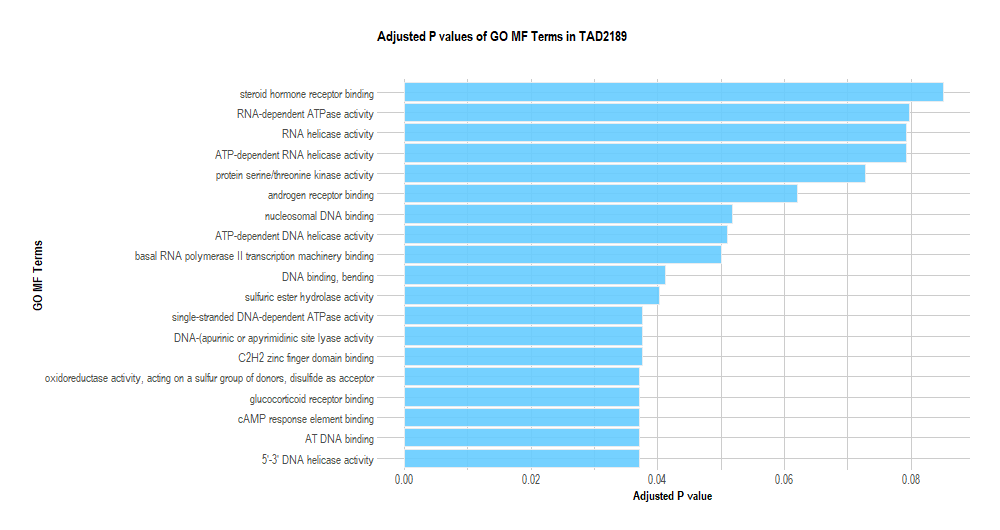 Adjusted P values of GO MF Terms in TAD2189
GO MF Terms
steroid hormone receptor binding
RNA-dependent ATPase activity
RNA helicase activity
ATP-dependent RNA helicase activity
protein serine/threonine kinase activity
androgen receptor binding
nucleosomal DNA binding
ATP-dependent DNA helicase activity
basal RNA polymerase II transcription machinery binding
DNA binding, bending
sulfuric ester hydrolase activity
single-stranded DNA-dependent ATPase activity
DNA-(apurinic or apyrimidinic site lyase activity
C2H2 zinc finger domain binding
oxidoreductase activity, acting on a sulfur group of donors, disulfide as acceptor
glucocorticoid receptor binding
cAMP response element binding
AT DNA binding
5'-3' DNA helicase activity
0.00 0.02 0.04 0.06 0.08
Adjusted P value